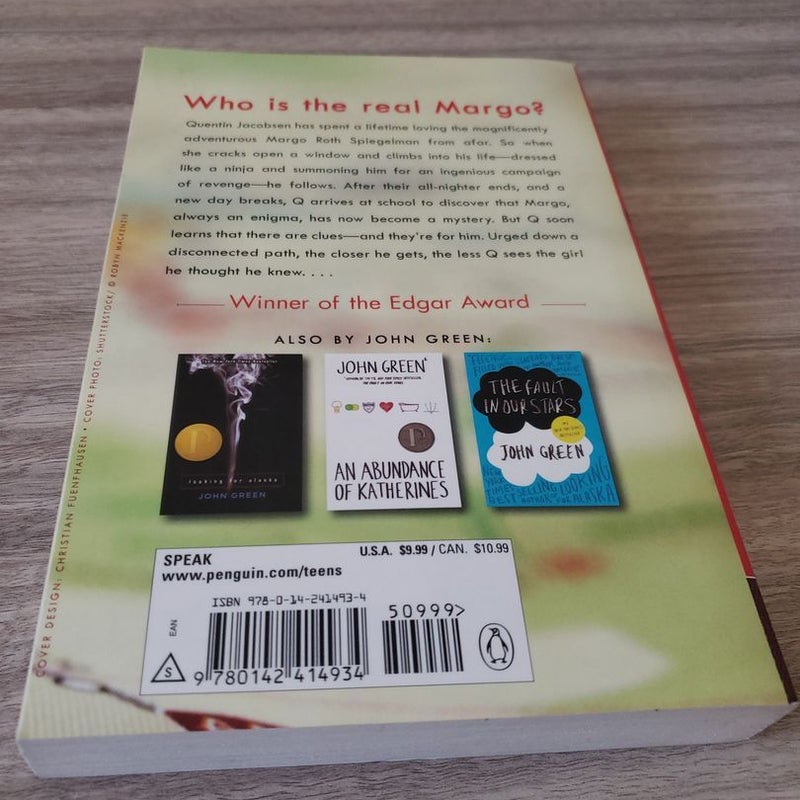 Who is the real Margo?
Quentin Jacobsen has spent a lifetime loving the magnificently
adventurous Margo Roth Spiegelman from afar. So when
she cracks open a window and climbs into his life—dressed
like a ninja and summoning him for an ingenious campaign
of revenge—he follows. After their all-nighter ends, and a
new day breaks, Q arrives at school to discover that Margo,
always an enigma, has now become a mystery. But Q soon
learns that there are clues—and they're for him. Urged down a
disconnected path, the closer he gets, the less Q sees the girl
he thought he knew. . . .
Winner of the Edgar Award
ALSO BY JOHN GREEN:
looking for alaska
JOHN GREEN
JOHN GREEN
AN ABUNDANCE
OF KATHERINES
THE FAULT
IN OUR STARS
JOHN GREEN
COVER DESIGN: CHRISTIAN FUENFHAUSEN • COVER PHOTO: SHUTTERSTOCK/ © ROBYN MACKENZIE
SPEAK
www.penguin.com/teens
U.S.A. $9.99 / CAN. $10.99
ISBN 978-0-14-241493-4
50999>
EAN
S
9 780142 414934